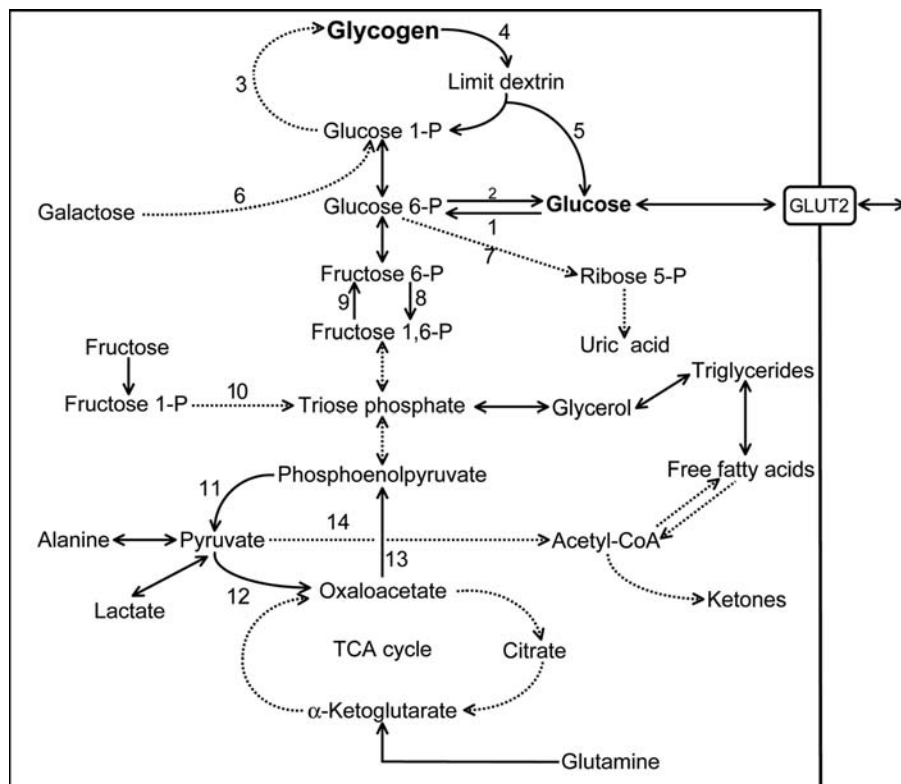 Glycogen
4
3
Limit dextrin
Glucose 1-P
5
6
Galactose
Glucose 6-P
2
Glucose
GLUT2
1
7
Fructose 6-P
Ribose 5-P
9
8
Fructose 1,6-P
Uric acid
Fructose
Triglycerides
Fructose 1-P
10
Triose phosphate
Glycerol
Phosphoenolpyruvate
Free fatty acids
11
14
Alanine
Pyruvate
Acetyl-CoA
13
12
Oxaloacetate
Lactate
Ketones
TCA cycle
Citrate
α-Ketoglutarate
Glutamine